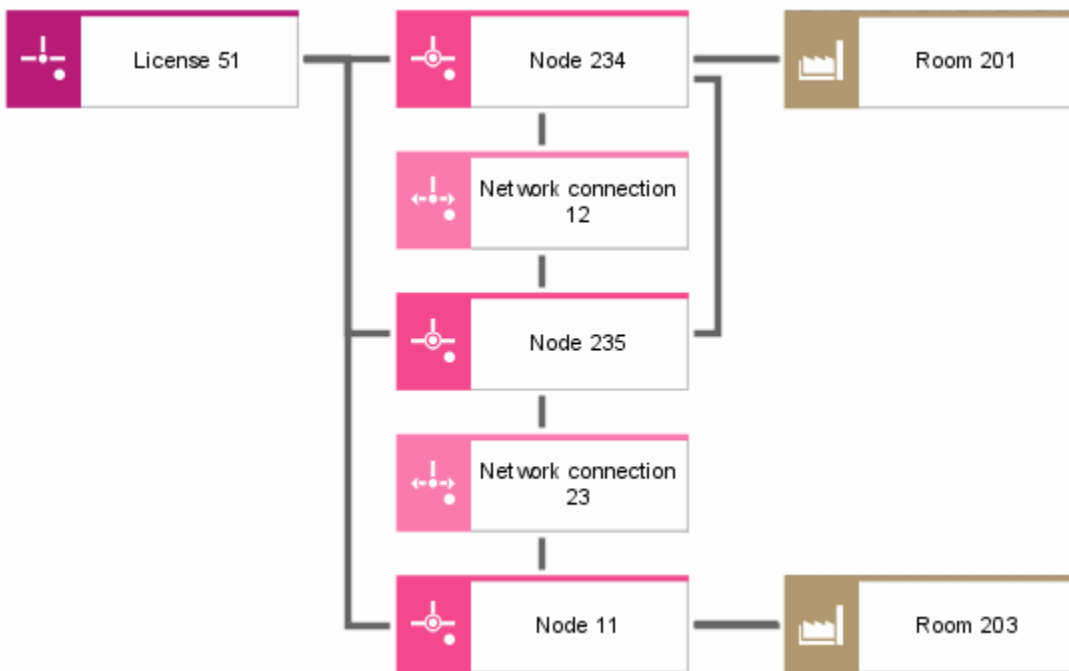 License 51
Node 234
Room 201
Network connection
12
Node 235
Network connection
23
Node 11
Room 203